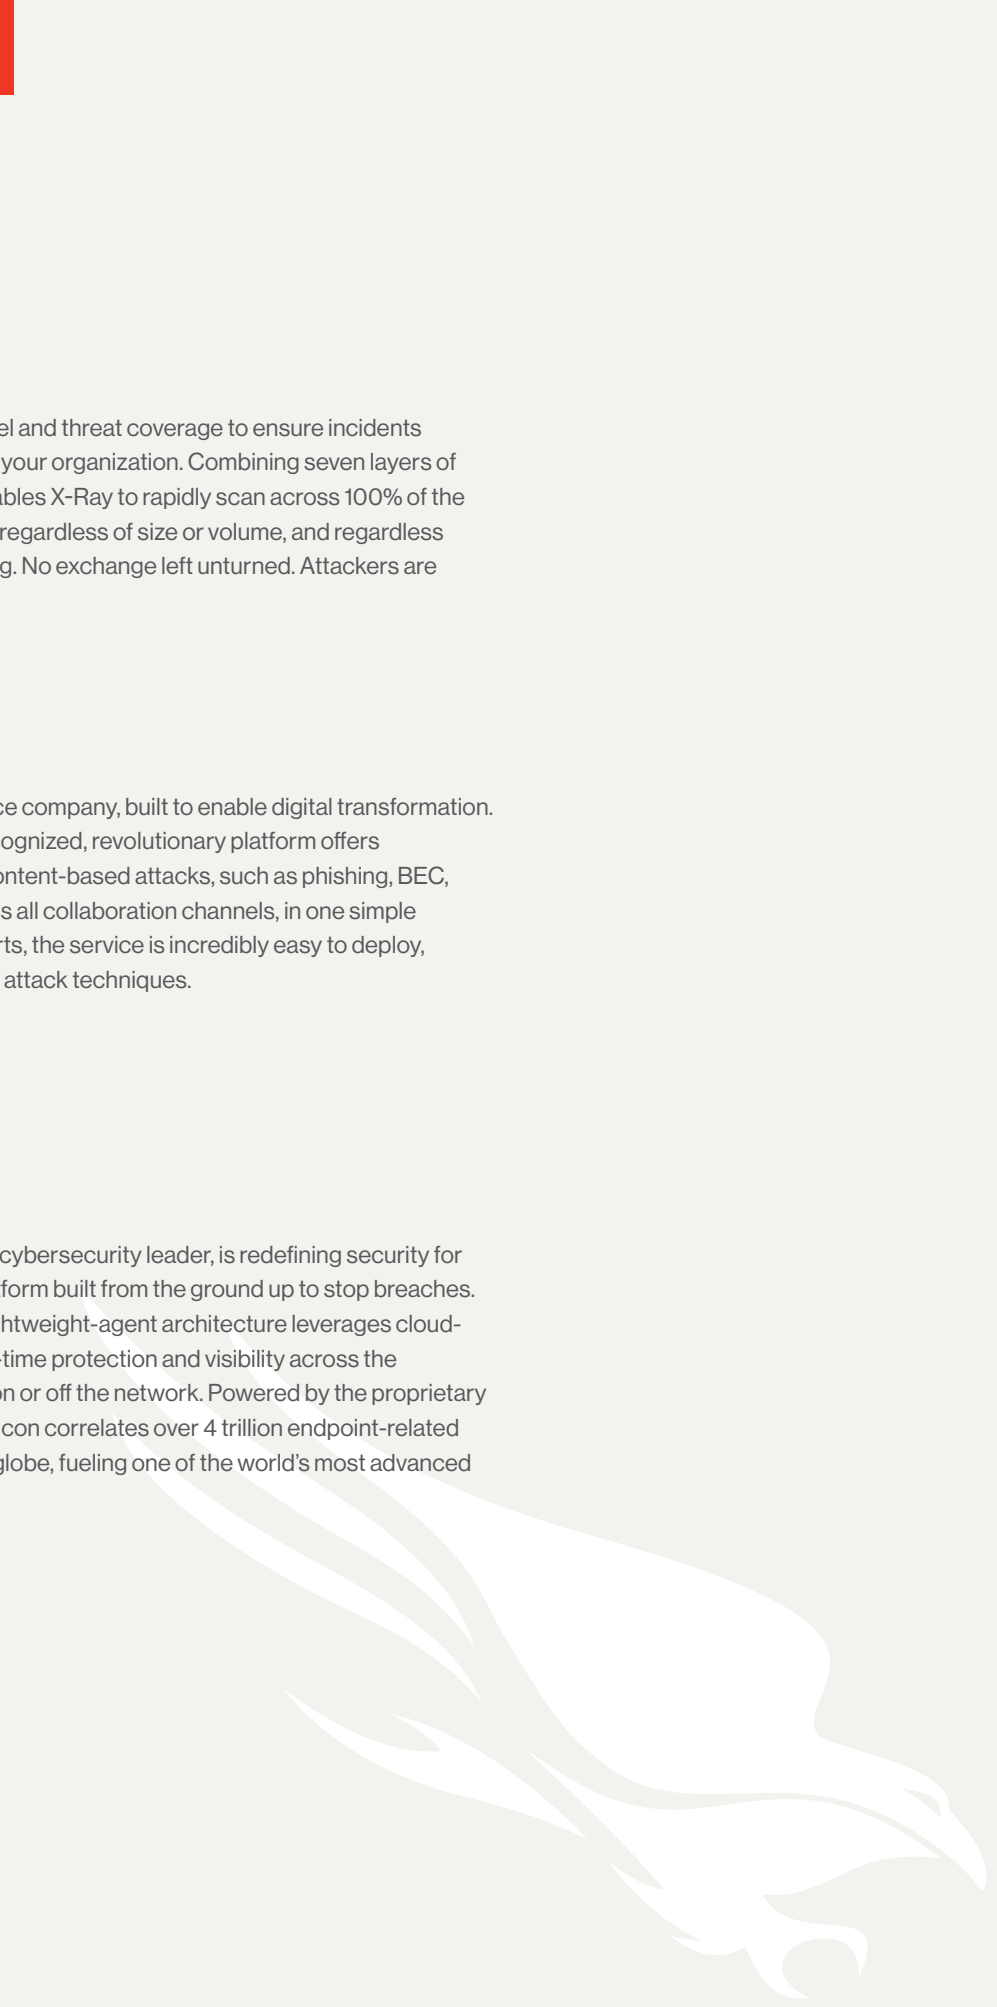 and threat coverage to ensure incidents
your organization. Combining seven layers of
X-Ray to rapidly scan across 100% of the
regardless of size or volume, and regardless
g. No exchange left unturned. Attackers are
ce company, built to enable digital transformation.
ognized, revolutionary platform offers
ontent-based attacks, such as phishing, BEC,
s all collaboration channels, in one simple
rts, the service is incredibly easy to deploy,
attack techniques.
cybersecurity leader, is redefining security for
form built from the ground up to stop breaches.
htweight-agent architecture leverages cloud-
-time protection and visibility across the
on or off the network. Powered by the proprietary
con correlates over 4 trillion endpoint-related
globe, fueling one of the world’s most advanced